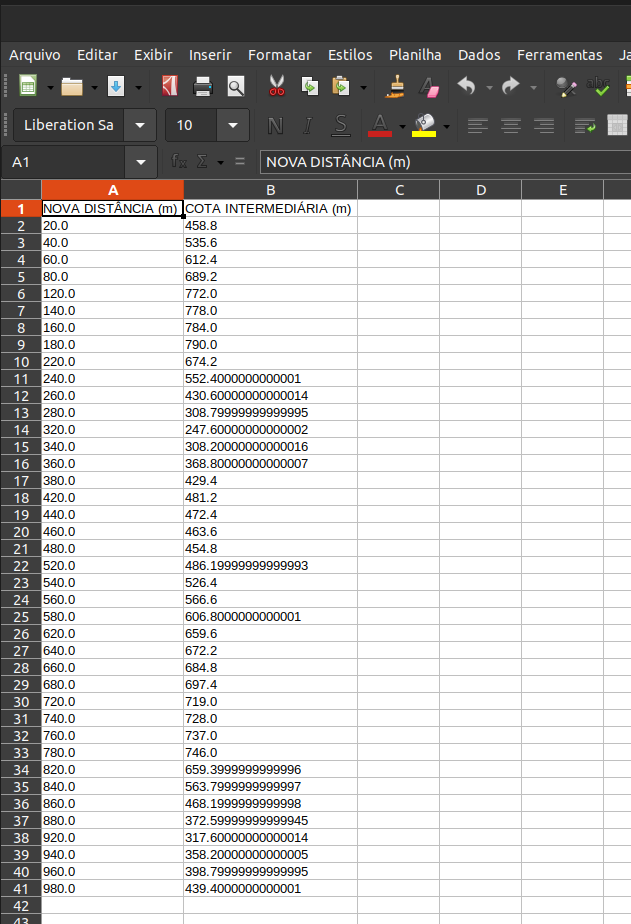 Arquivo Editar Exibir Inserir Formatar Estilos Planilha Dados Ferramentas Ja
Liberation Sa 10 N I S A
A1 fx Σ = NOVA DISTÂNCIA (m)
A B C D E
1 NOVA DISTÂNCIA (m) COTA INTERMEDIÁRIA (m)
2 20.0 458.8
3 40.0 535.6
4 60.0 612.4
5 80.0 689.2
6 120.0 772.0
7 140.0 778.0
8 160.0 784.0
9 180.0 790.0
10 220.0 674.2
11 240.0 552.4000000000001
12 260.0 430.60000000000014
13 280.0 308.79999999999995
14 320.0 247.60000000000002
15 340.0 308.20000000000016
16 360.0 368.80000000000007
17 380.0 429.4
18 420.0 481.2
19 440.0 472.4
20 460.0 463.6
21 480.0 454.8
22 520.0 486.19999999999993
23 540.0 526.4
24 560.0 566.6
25 580.0 606.8000000000001
26 620.0 659.6
27 640.0 672.2
28 660.0 684.8
29 680.0 697.4
30 720.0 719.0
31 740.0 728.0
32 760.0 737.0
33 780.0 746.0
34 820.0 659.3999999999996
35 840.0 563.7999999999997
36 860.0 468.1999999999998
37 880.0 372.59999999999945
38 920.0 317.60000000000014
39 940.0 358.20000000000005
40 960.0 398.79999999999995
41 980.0 439.4000000000001
42
43